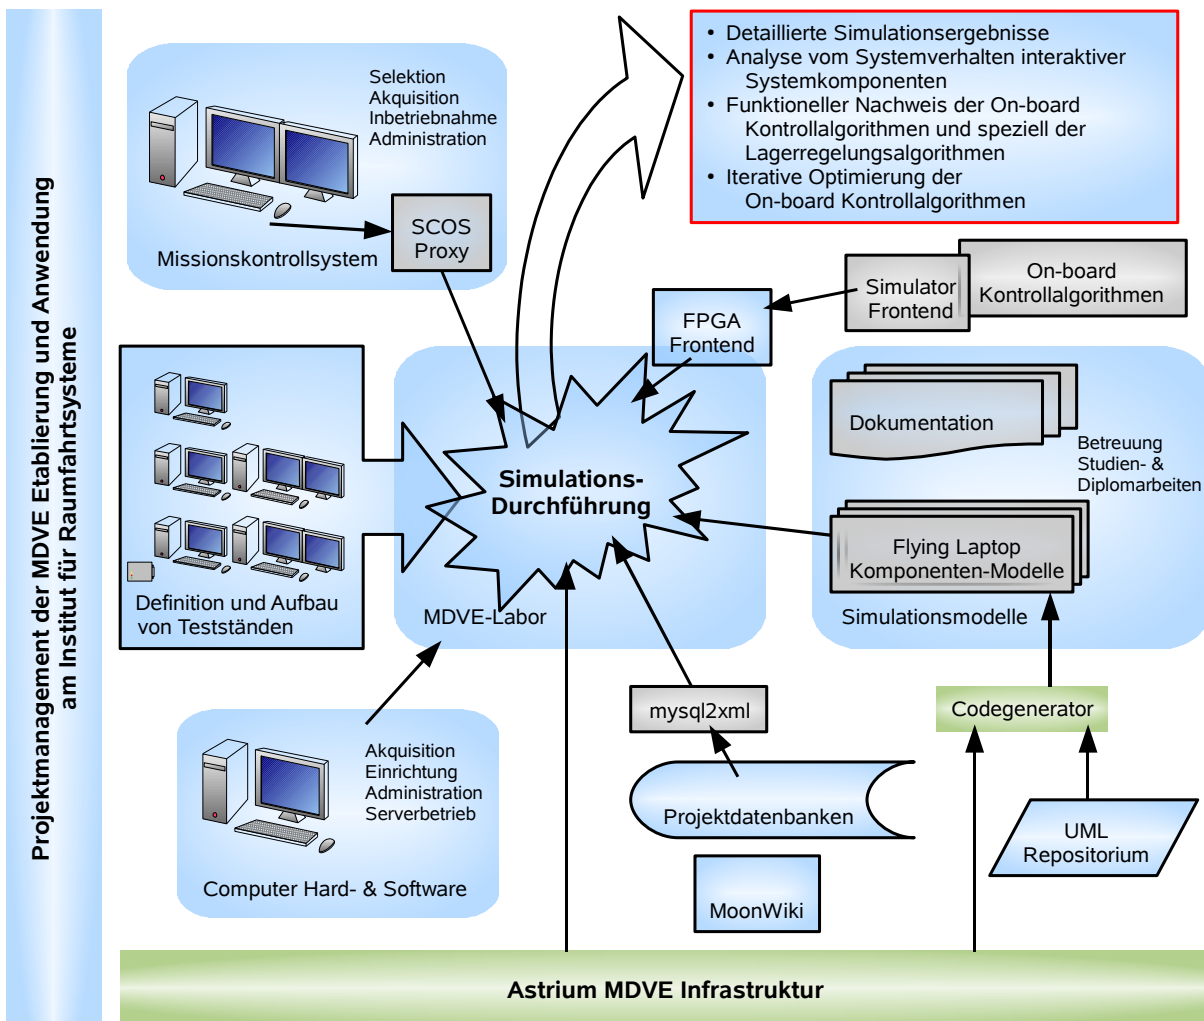 Projektmanagement der MDVE Etablierung und Anwendung
am Institut für Raumfahrtsysteme
Selektion
Akquisition
Inbetriebnahme
Administration
SCOS
Proxy
Missionskontrollsystem
• Detaillierte Simulationsergebnisse
• Analyse vom Systemverhalten interaktiver
Systemkomponenten
• Funktioneller Nachweis der On-board
Kontrollalgorithmen und speziell der
Lagerregelungsalgorithmen
• Iterative Optimierung der
On-board Kontrollalgorithmen
FPGA
Frontend
Simulator
Frontend
On-board
Kontrollalgorithmen
Definition und Aufbau
von Testständen
Simulations-
Durchführung
MDVE-Labor
Dokumentation
Betreuung
Studien- &
Diplomarbeiten
Flying Laptop
Komponenten-Modelle
Simulationsmodelle
Akquisition
Einrichtung
Administration
Serverbetrieb
Computer Hard- & Software
mysql2xml
Projektdatenbanken
MoonWiki
Codegenerator
UML
Repositorium
Astrium MDVE Infrastruktur